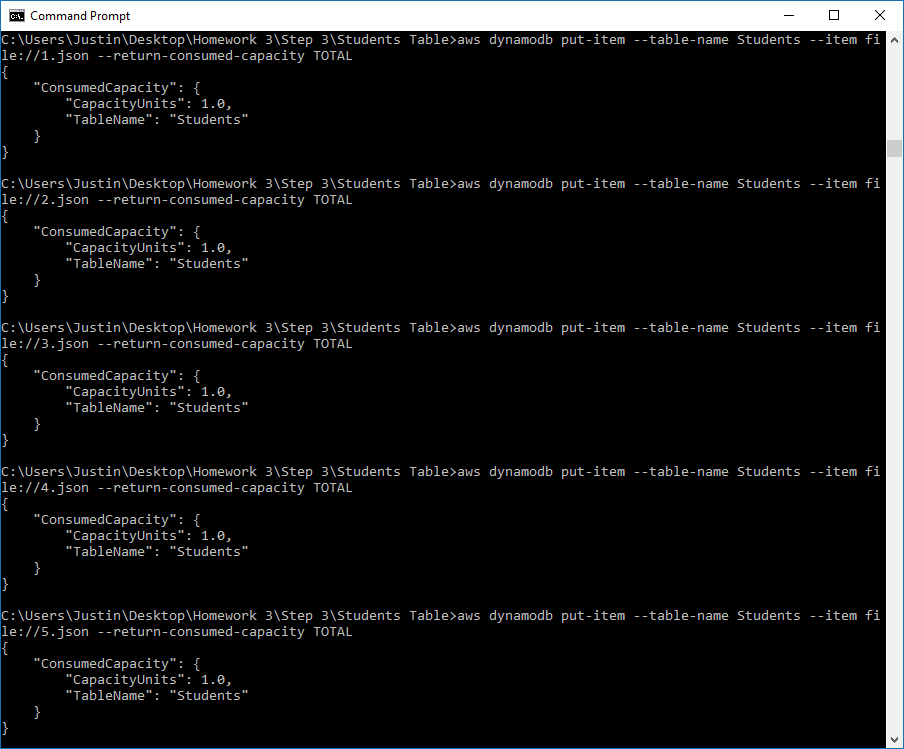 Command Prompt
C:\Users\Justin\Desktop\Homework 3\Step 3\Students Table>aws dynamodb put-item --table-name Students --item fi
le://1.json --return-consumed-capacity TOTAL
{
    "ConsumedCapacity": {
        "CapacityUnits": 1.0,
        "TableName": "Students"
    }
}

C:\Users\Justin\Desktop\Homework 3\Step 3\Students Table>aws dynamodb put-item --table-name Students --item fi
le://2.json --return-consumed-capacity TOTAL
{
    "ConsumedCapacity": {
        "CapacityUnits": 1.0,
        "TableName": "Students"
    }
}

C:\Users\Justin\Desktop\Homework 3\Step 3\Students Table>aws dynamodb put-item --table-name Students --item fi
le://3.json --return-consumed-capacity TOTAL
{
    "ConsumedCapacity": {
        "CapacityUnits": 1.0,
        "TableName": "Students"
    }
}

C:\Users\Justin\Desktop\Homework 3\Step 3\Students Table>aws dynamodb put-item --table-name Students --item fi
le://4.json --return-consumed-capacity TOTAL
{
    "ConsumedCapacity": {
        "CapacityUnits": 1.0,
        "TableName": "Students"
    }
}

C:\Users\Justin\Desktop\Homework 3\Step 3\Students Table>aws dynamodb put-item --table-name Students --item fi
le://5.json --return-consumed-capacity TOTAL
{
    "ConsumedCapacity": {
        "CapacityUnits": 1.0,
        "TableName": "Students"
    }
}